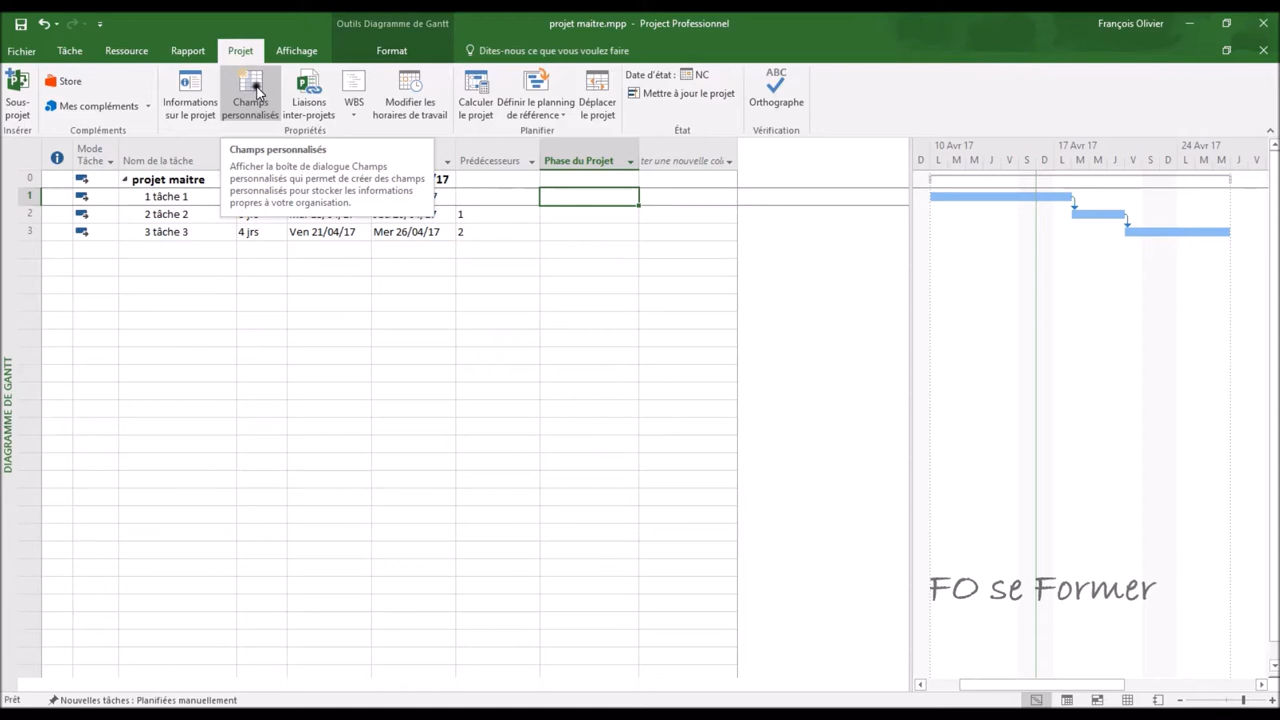 Outils Diagramme de Gantt
projet maitre.mpp - Project Professionnel
François Olivier
Fichier Tâche Ressource Rapport Projet Affichage Format Dites-nous ce que vous voulez faire
Sous-projet
Insérer
Store
Mes compléments
Compléments
Informations sur le projet
Champs personnalisés
Liaisons inter-projets
WBS
Modifier les horaires de travail
Propriétés
Calculer le projet
Définir le planning de référence
Déplacer le projet
Planifier
Date d'état : NC
Mettre à jour le projet
État
ABC
Orthographe
Vérification
Champs personnalisés
Afficher la boîte de dialogue Champs
personnalisés qui permet de créer des champs
personnalisés pour stocker les informations
propres à votre organisation.
Mode Tâche Nom de la tâche Prédécesseurs Phase du Projet ter une nouvelle col
10 Avr 17 17 Avr 17 24 Avr 17
D L M M J V S D L M M J V S D L M M J V
0 projet maitre /17
1 1 tâche 1
2 2 tâche 2 1
3 3 tâche 3 4 jrs Ven 21/04/17 Mer 26/04/17 2
DIAGRAMME DE GANTT
FO se Former
Prêt Nouvelles tâches : Planifiées manuellement